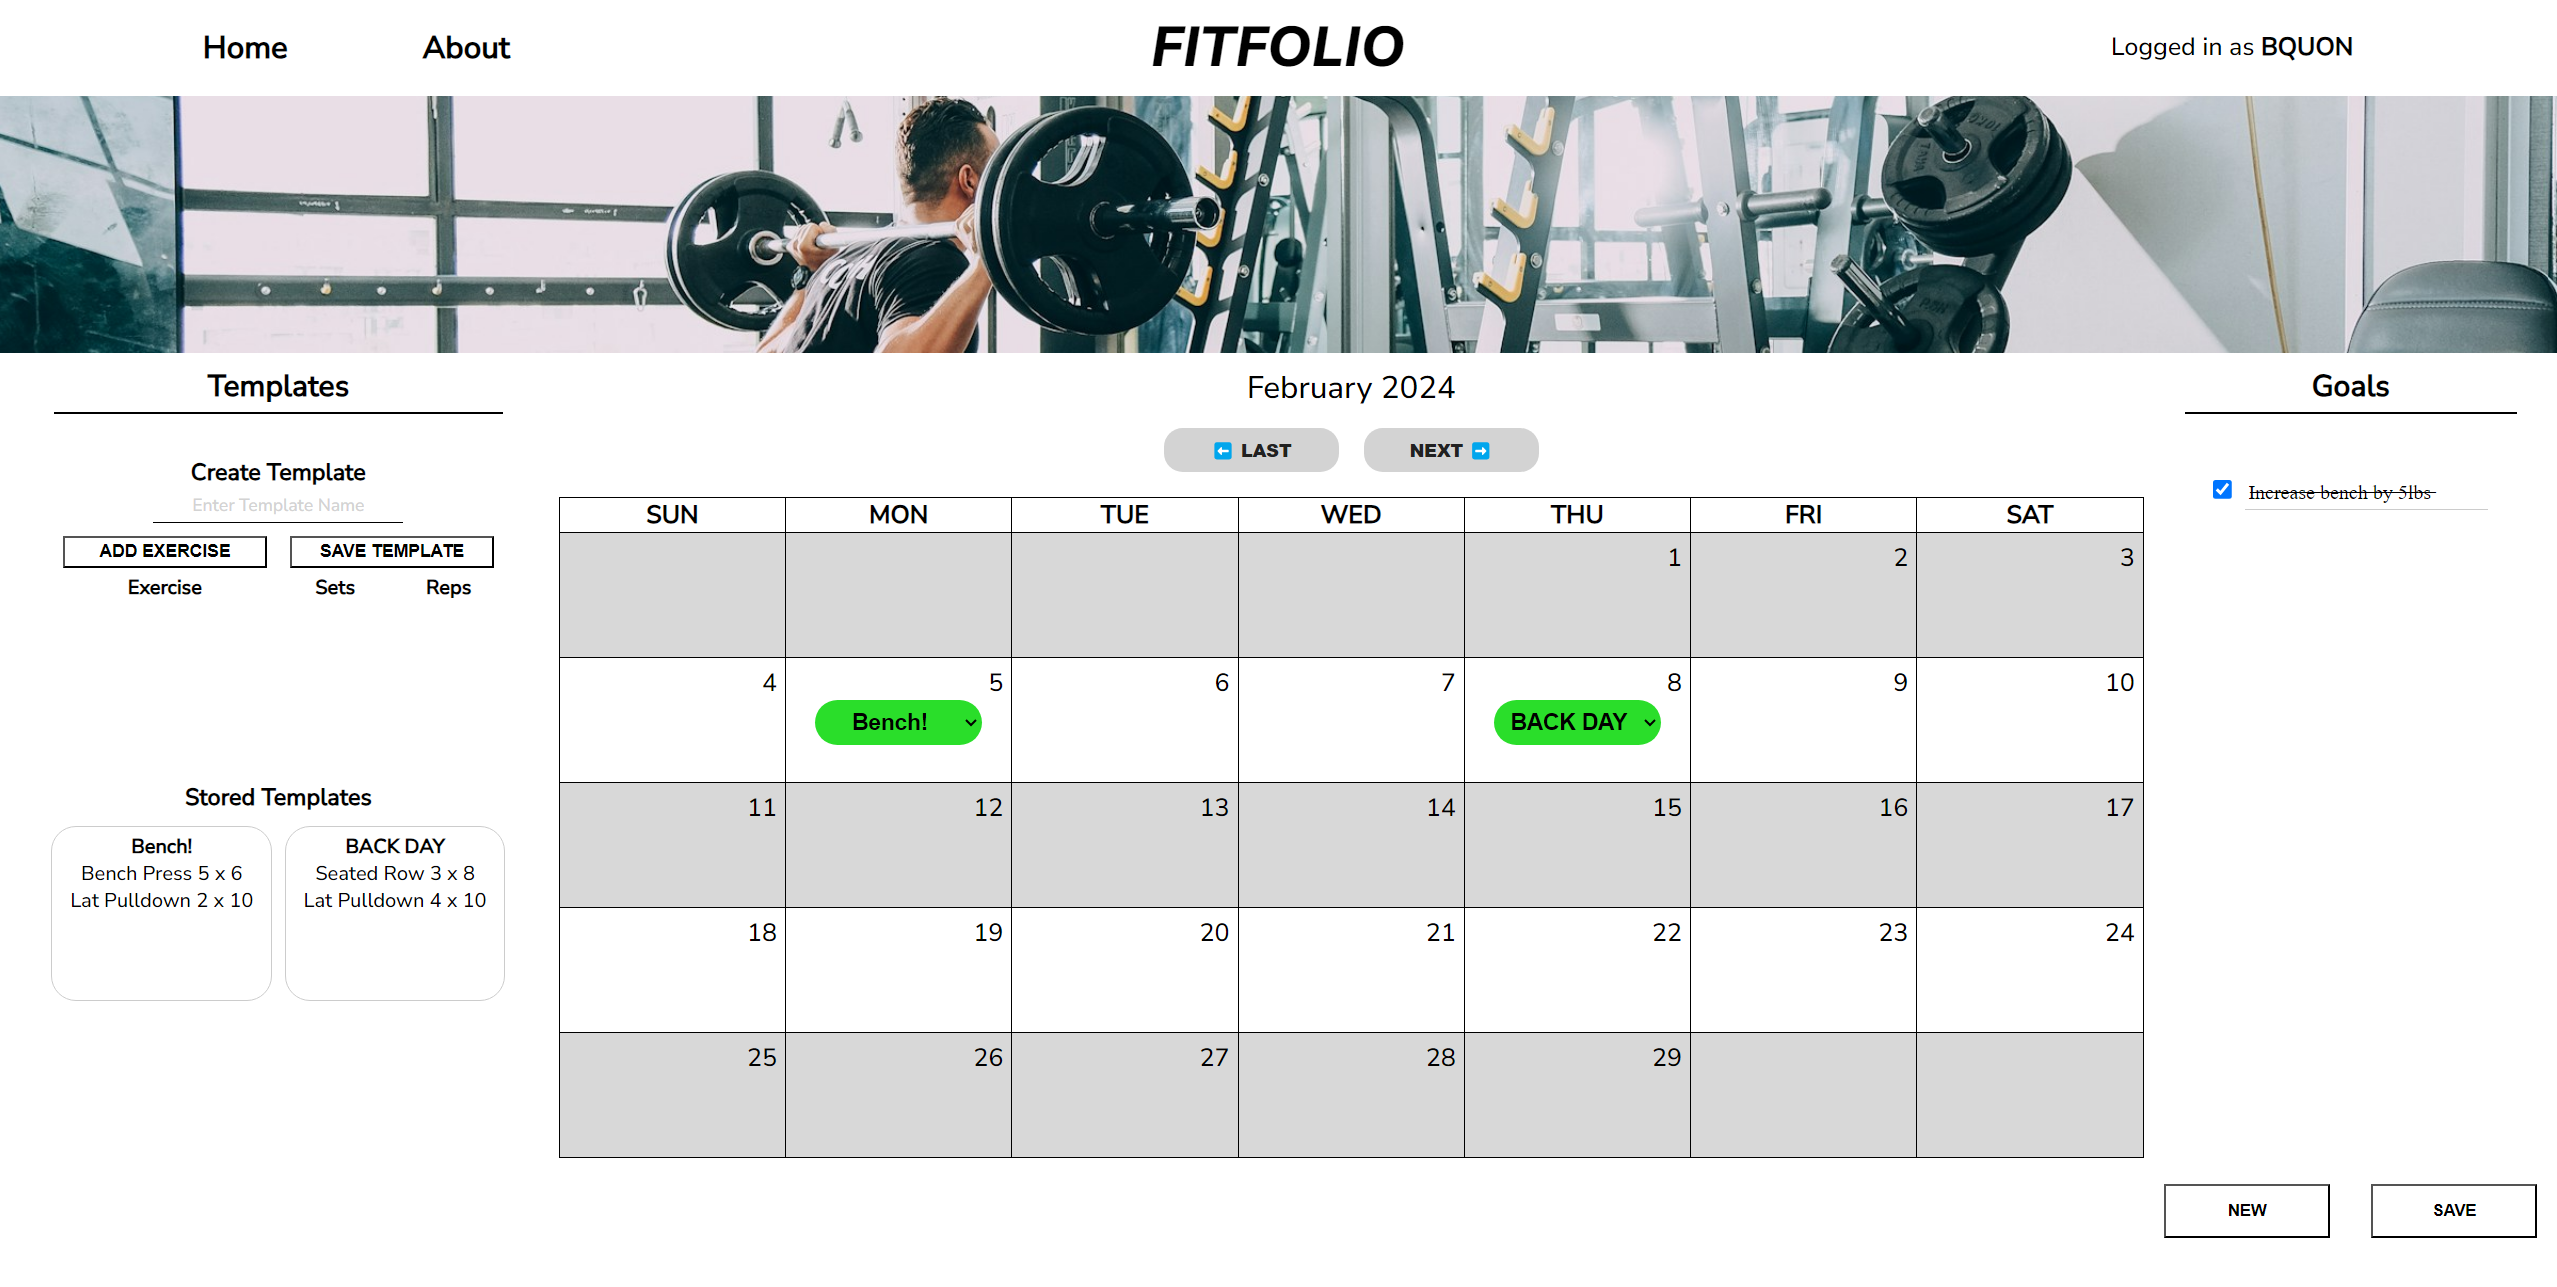 Home About FITFOLIO Logged in as BQUON
Templates
Create Template
Enter Template Name
ADD EXERCISE SAVE TEMPLATE
Exercise Sets Reps
Stored Templates
Bench!
Bench Press 5 x 6
Lat Pulldown 2 x 10
BACK DAY
Seated Row 3 x 8
Lat Pulldown 4 x 10
February 2024
⬅️ LAST NEXT ➡️
SUN MON TUE WED THU FRI SAT
1 2 3
4 5 6 7 8 9 10
Bench! BACK DAY
11 12 13 14 15 16 17
18 19 20 21 22 23 24
25 26 27 28 29
Goals
Increase bench by 5lbs
NEW SAVE